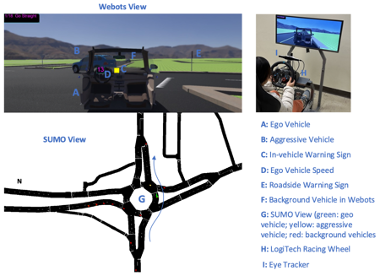 Webots View
Go Straight!
B
F
C
D
A
I
H
SUMO View
N
G
A: Ego Vehicle
B: Aggressive Vehicle
C: In-vehicle Warning Sign
D: Ego Vehicle Speed
E: Roadside Warning Sign
F: Background Vehicle in Webots
G: SUMO View (green: geo
vehicle; yellow: aggressive
vehicle; red: background vehicles
H: LogiTech Racing Wheel
I: Eye Tracker